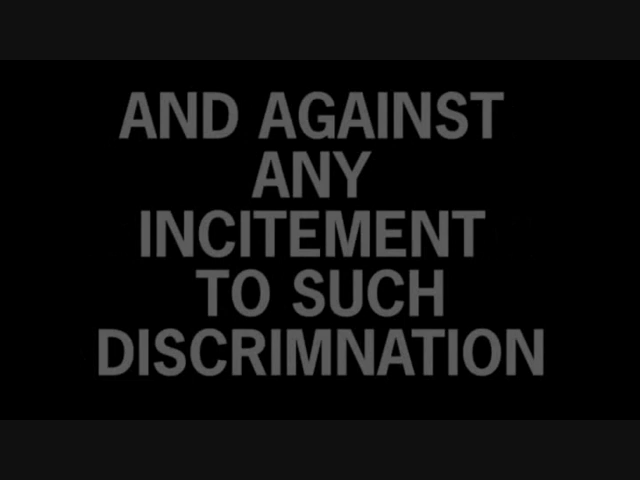 AND AGAINST
ANY
INCITEMENT
TO SUCH
DISCRIMNATION